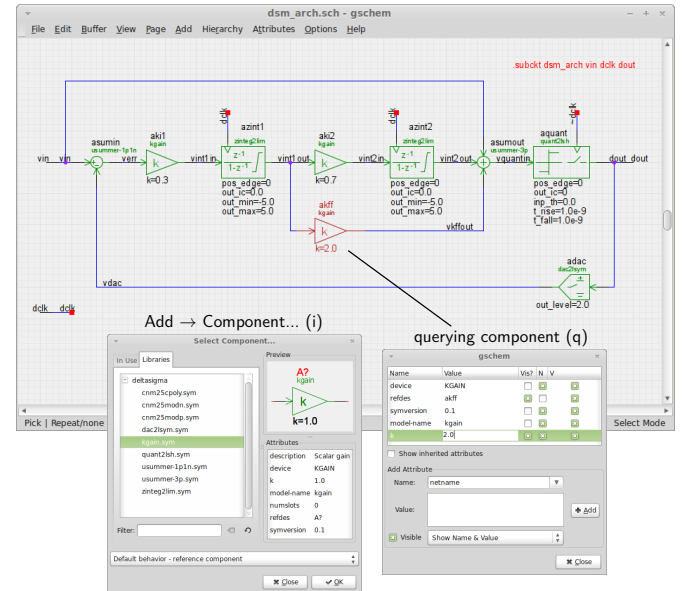 dsm_arch.sch - gschem
File Edit Buffer View Page Add Hierarchy Attributes Options Help
.subckt dsm_arch vin dclk dout
dclk
dclk
~dclk
asumin
usummer-1p1n
aki1
kgain
azint1
zinteg2lim
aki2
kgain
azint2
zinteg2lim
asumout
usummer-3p
aquant
quant2lsh
vin vin
verr
k
k=0.3
vint1in
z-1
1-z-1
vint1out
k
k=0.7
vint2in
z-1
1-z-1
vint2out
vquantin
dout dout
pos_edge=0
out_ic=0.0
out_min=-5.0
out_max=5.0
akff
kgain
k
k=2.0
pos_edge=0
out_ic=0.0
out_min=-5.0
out_max=5.0
vkffout
pos_edge=0
out_ic=0
inp_th=0.0
t_rise=1.0e-9
t_fall=1.0e-9
vdac
adac
dac2lsym
out_level=2.0
dclk dclk
Add → Component... (i)
querying component (q)
Pick | Repeat/none
Select Mode
Select Component...
In Use Libraries
deltasigma
cnm25cpoly.sym
cnm25modn.sym
cnm25modp.sym
dac2lsym.sym
kgain.sym
quant2lsh.sym
usummer-1p1n.sym
usummer-3p.sym
zinteg2lim.sym
Filter:
Preview
A?
kgain
k
k=1.0
Attributes
description Scalar gain
device KGAIN
k 1.0
model-name kgain
numslots 0
refdes A?
symversion 0.1
Default behavior - reference component
Close OK
gschem
Name Value Vis? N V
device KGAIN
refdes akff
symversion 0.1
model-name kgain
k 2.0
Show inherited attributes
Add Attribute
Name: netname
Value:
Add
Visible Show Name & Value
Close